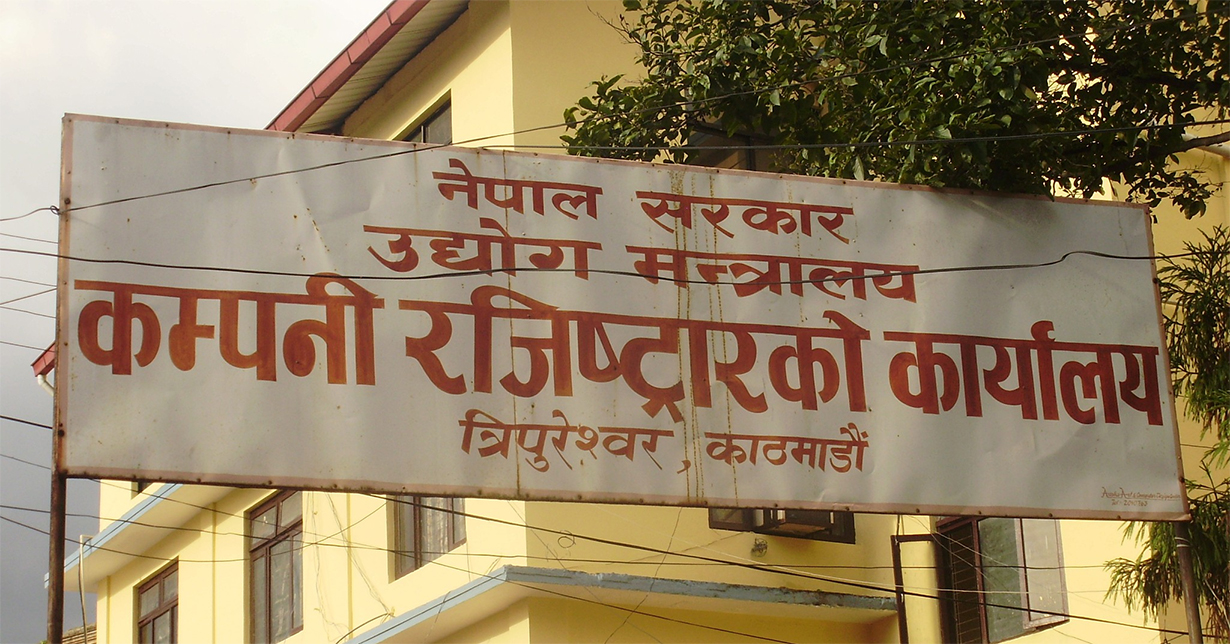 नेपाल सरकार
उद्योग मन्त्रालय
कम्पनी रजिष्ट्रारको कार्यालय
त्रिपुरेश्वर, काठमाडौं